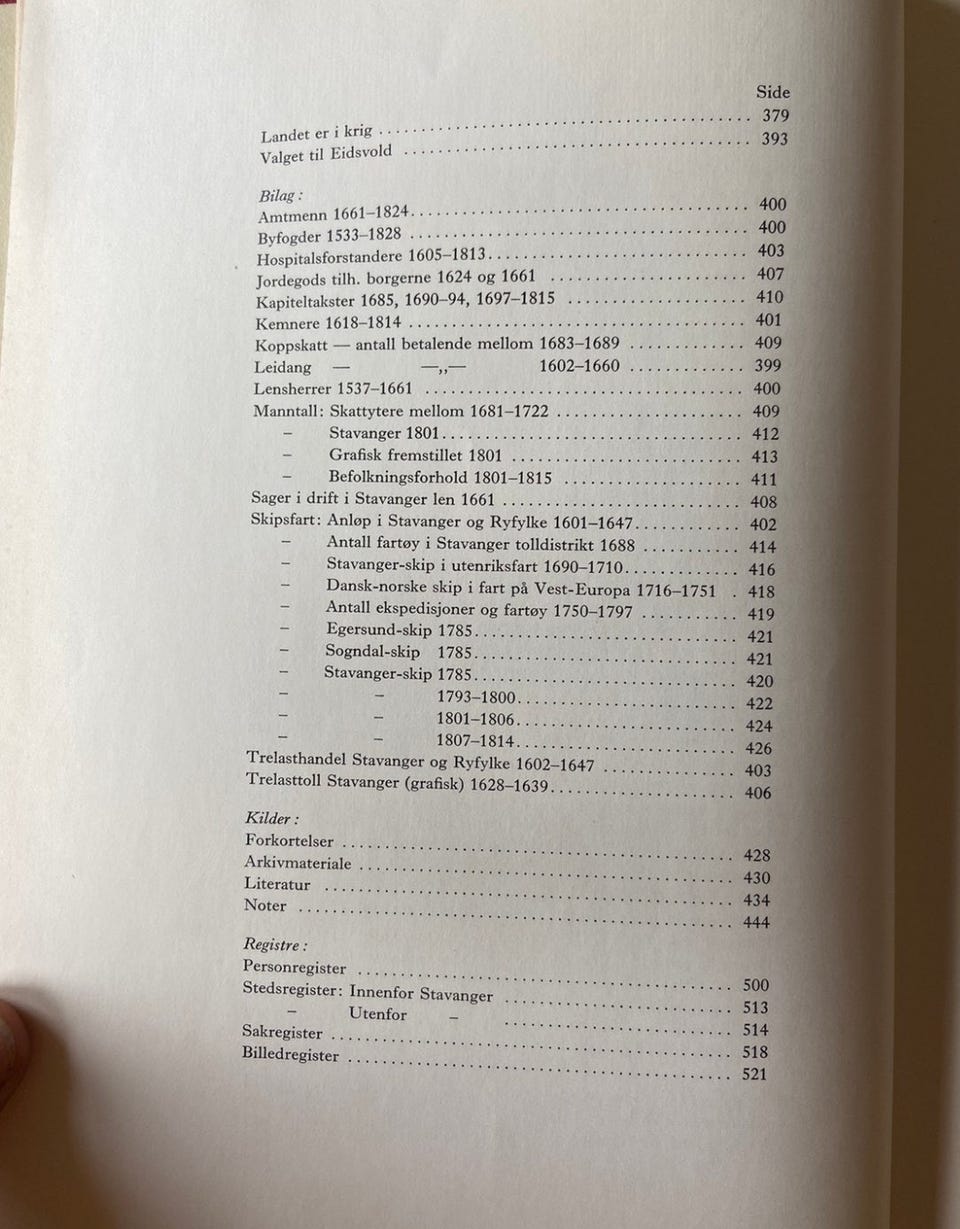 Side
Landet er i krig . . . . . . . . . . . . . . . . . . . . 379
Valget til Eidsvold . . . . . . . . . . . . . . . . . . . . 393
Bilag:
Amtmenn 1661–1824 . . . . . . . . . . . . . . . . . . . . 400
Byfogder 1533–1828 . . . . . . . . . . . . . . . . . . . . 400
Hospitalsforstandere 1605–1813 . . . . . . . . . . . . . . . . . . . . 403
Jordegods tilh. borgerne 1624 og 1661 . . . . . . . . . . . . . . . . . . . . 407
Kapiteltakster 1685, 1690–94, 1697–1815 . . . . . . . . . . . . . . . . . . . . 410
Kemnere 1618–1814 . . . . . . . . . . . . . . . . . . . . 401
Koppskatt — antall betalende mellom 1683–1689 . . . . . . . . . . . . . 409
Leidang — —,,— 1602–1660 . . . . . . . . . . . . . 399
Lensherrer 1537–1661 . . . . . . . . . . . . . . . . . . . . 400
Manntall: Skattytere mellom 1681–1722 . . . . . . . . . . . . . . . . . . . . 409
– Stavanger 1801 . . . . . . . . . . . . . . . . . . . . 412
– Grafisk fremstillet 1801 . . . . . . . . . . . . . . . . . . . . 413
– Befolkningsforhold 1801–1815 . . . . . . . . . . . . . . . . . . . . 411
Sager i drift i Stavanger len 1661 . . . . . . . . . . . . . . . . . . . . 408
Skipsfart: Anløp i Stavanger og Ryfylke 1601–1647 . . . . . . . . . . . . 402
– Antall fartøy i Stavanger tolldistrikt 1688 . . . . . . . . . . . . 414
– Stavanger-skip i utenriksfart 1690–1710 . . . . . . . . . . . . . 416
– Dansk-norske skip i fart på Vest-Europa 1716–1751 . 418
– Antall ekspedisjoner og fartøy 1750–1797 . . . . . . . . . . . . 419
– Egersund-skip 1785 . . . . . . . . . . . . . . . . . . . . 421
– Sogndal-skip 1785 . . . . . . . . . . . . . . . . . . . . 421
– Stavanger-skip 1785 . . . . . . . . . . . . . . . . . . . . 420
– – 1793–1800 . . . . . . . . . . . . . . . . . . . . 422
– – 1801–1806 . . . . . . . . . . . . . . . . . . . . 424
– – 1807–1814 . . . . . . . . . . . . . . . . . . . . 426
Trelasthandel Stavanger og Ryfylke 1602–1647 . . . . . . . . . . . . . . . 403
Trelasttoll Stavanger (grafisk) 1628–1639 . . . . . . . . . . . . . . . . . . . . 406
Kilder:
Forkortelser . . . . . . . . . . . . . . . . . . . . 428
Arkivmateriale . . . . . . . . . . . . . . . . . . . . 430
Literatur . . . . . . . . . . . . . . . . . . . . 434
Noter . . . . . . . . . . . . . . . . . . . . 444
Registre:
Personregister . . . . . . . . . . . . . . . . . . . . 500
Stedsregister: Innenfor Stavanger . . . . . . . . . . . . . . . . . . . . 513
– Utenfor – . . . . . . . . . . . . . . . . . . . . 514
Sakregister . . . . . . . . . . . . . . . . . . . . 518
Billedregister . . . . . . . . . . . . . . . . . . . . 521